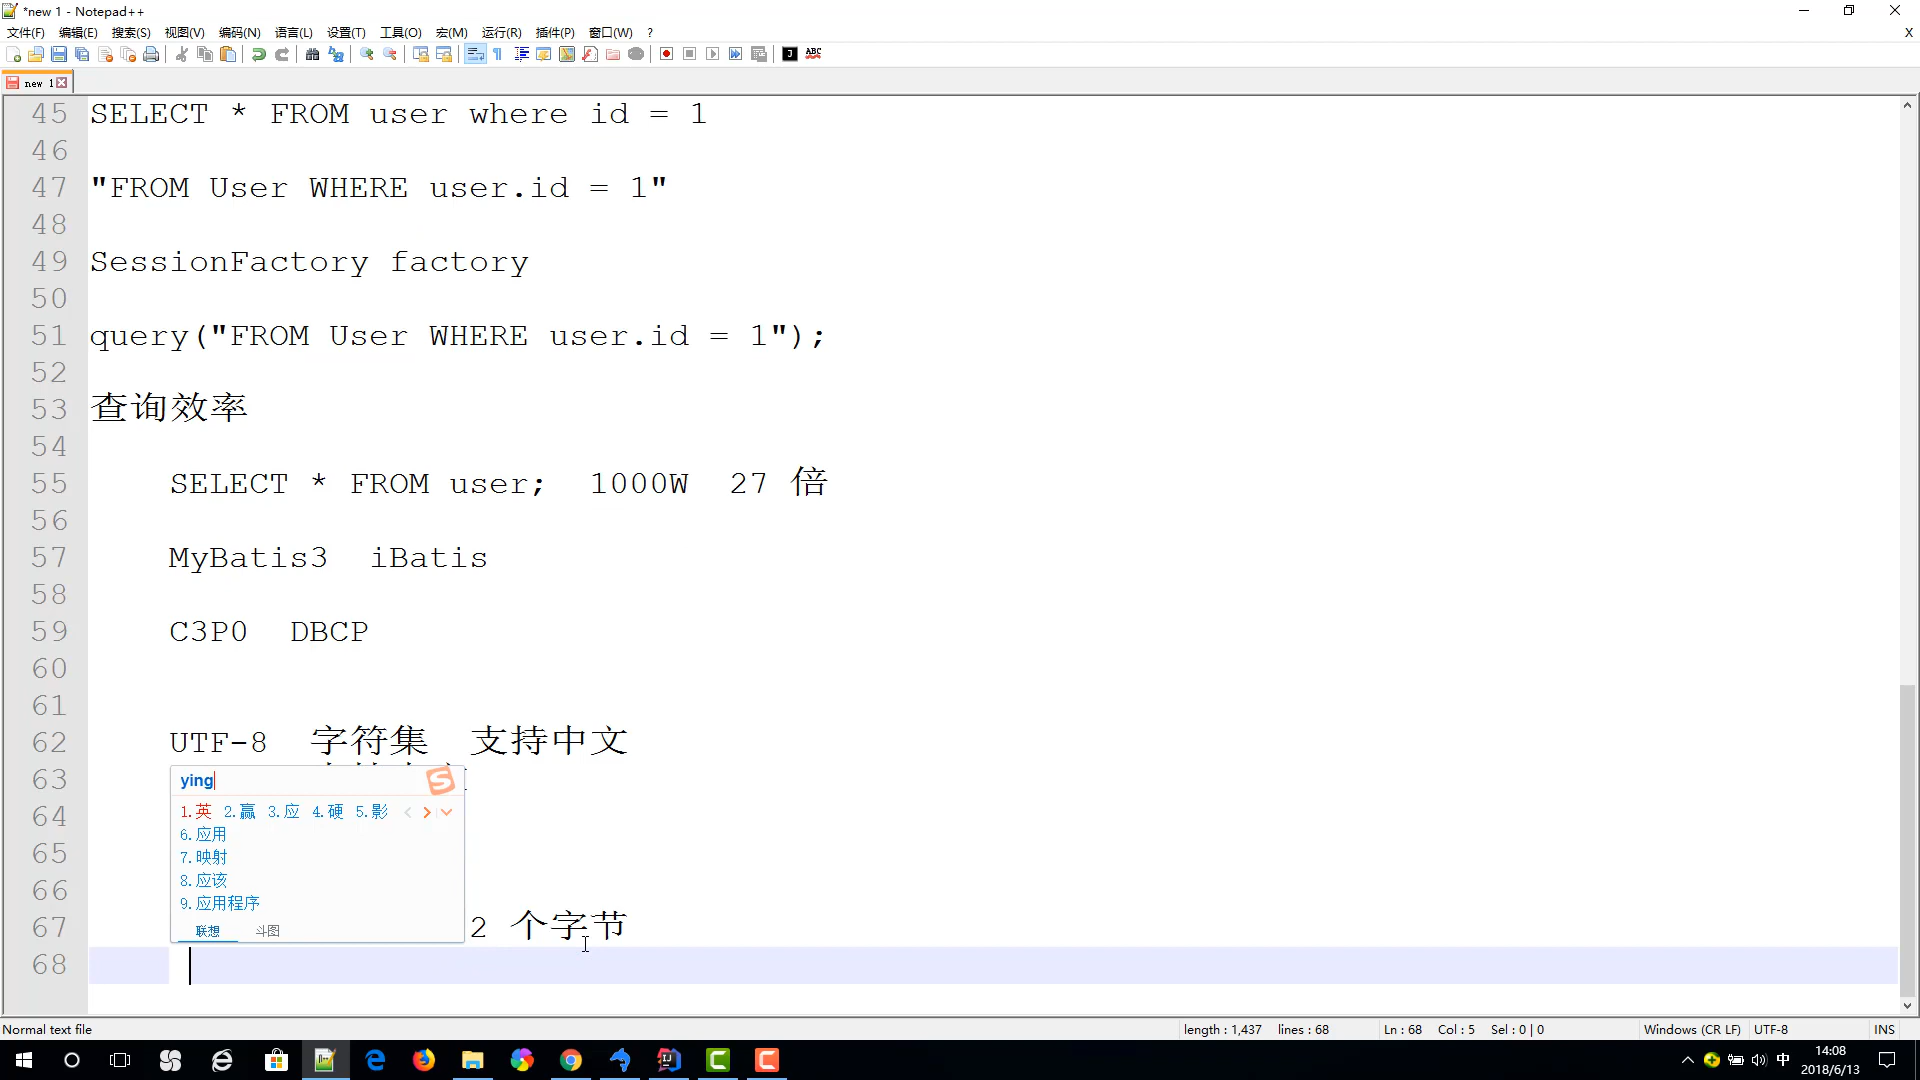 *new 1 - Notepad++
文件(F) 编辑(E) 搜索(S) 视图(V) 编码(N) 语言(L) 设置(T) 工具(O) 宏(M) 运行(R) 插件(P) 窗口(W) ? X
new 1
45 SELECT * FROM user where id = 1
46
47 "FROM User WHERE user.id = 1"
48
49 SessionFactory factory
50
51 query("FROM User WHERE user.id = 1");
52
53 查询效率
54
55 SELECT * FROM user; 1000W 27 倍
56
57 MyBatis3 iBatis
58
59 C3P0 DBCP
60
61
62 UTF-8 字符集 支持中文
63
ying
64
1.英 2.赢 3.应 4.硬 5.影
6.应用
65
7.映射
66
8.应该
9.应用程序
67 2 个字节
联想 斗图
68
Normal text file length : 1,437 lines : 68 Ln : 68 Col : 5 Sel : 0 | 0 Windows (CR LF) UTF-8 INS
中 14:08
2018/6/13